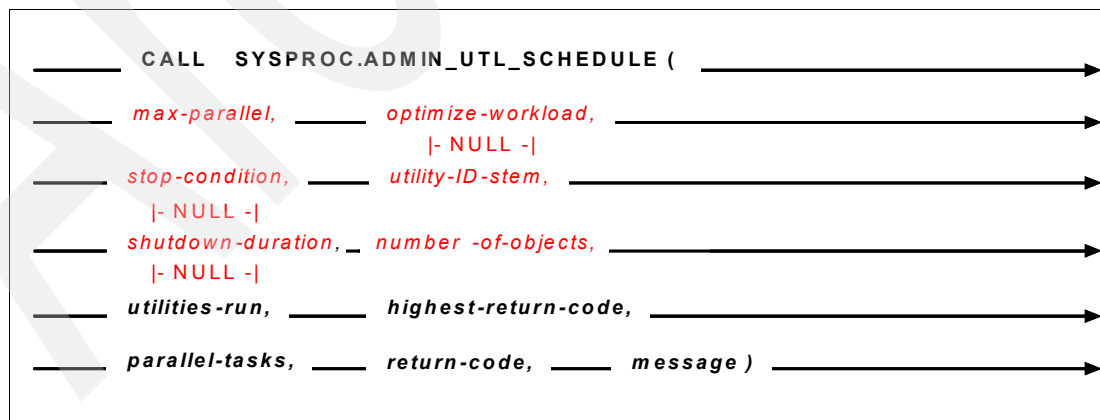 CALL SYSPROC.ADMIN_UTL_SCHEDULE (
max-parallel, optimize-workload,
|- NULL -|
stop-condition, utility-ID-stem,
|- NULL -|
shutdown-duration, number -of-objects,
|- NULL -|
utilities-run, highest-return-code,
parallel-tasks, return-code, message )